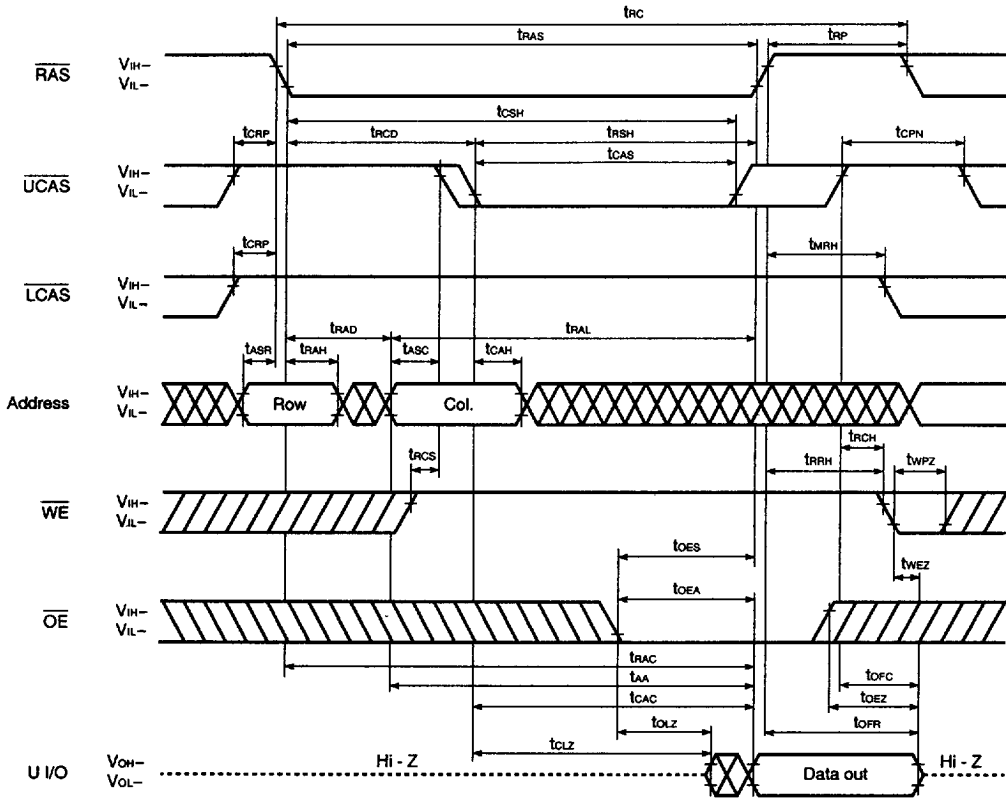 tRC
tRAS tRP
RAS VIH– VIL–
tCSH
tCRP tRCD tRSH tCPN
tCAS
UCAS VIH– VIL–
tCRP tMRH
LCAS VIH– VIL–
tRAD tRAL
tASR tRAH tASC tCAH
Address VIH– VIL– Row Col.
tRCS tRCH
tRRH tWPZ
WE VIH– VIL–
tOES tWEZ
tOEA
OE VIH– VIL–
tRAC
tAA tOFC
tCAC tOEZ
tOLZ tOFR
tCLZ
U I/O VOH– VOL– Hi - Z Data out Hi - Z